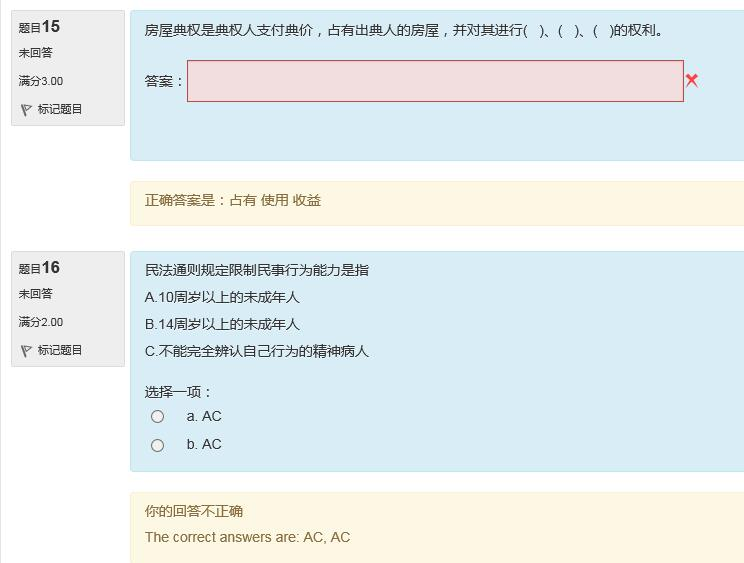 题目15
未回答
满分3.00
标记题目
房屋典权是典权人支付典价，占有出典人的房屋，并对其进行(   )、(   )、(   )的权利。
答案：
正确答案是：占有 使用 收益
题目16
未回答
满分2.00
标记题目
民法通则规定限制民事行为能力是指
A.10周岁以上的未成年人
B.14周岁以上的未成年人
C.不能完全辨认自己行为的精神病人
选择一项：
a. AC
b. AC
你的回答不正确
The correct answers are: AC, AC